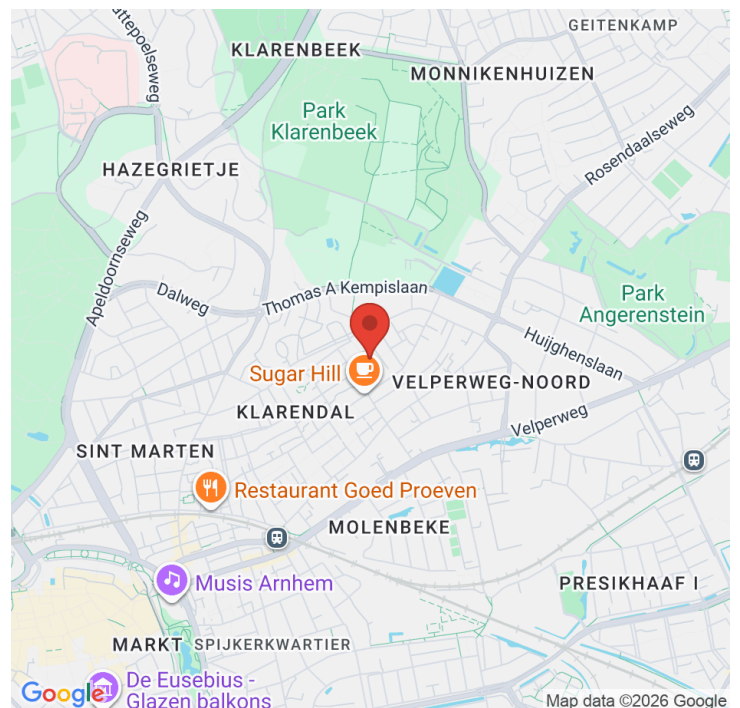 GEITENKAMP
KLARENBEEK
attepoelseweg
MONNIKENHUIZEN
Park
Klarenbeek
Rosendaalseweg
HAZEGRIETJE
Apeldoornseweg
Dalweg
Thomas A Kempislaan
Park
Angerenstein
Huijghenslaan
Sugar Hill
VELPERWEG-NOORD
KLARENDAL
Velperweg
SINT MARTEN
Restaurant Goed Proeven
MOLENBEKE
Musis Arnhem
PRESIKHAAF I
MARKT
SPIJKERKWARTIER
De Eusebius -
Glazen balkons
Google
Map data ©2026 Google